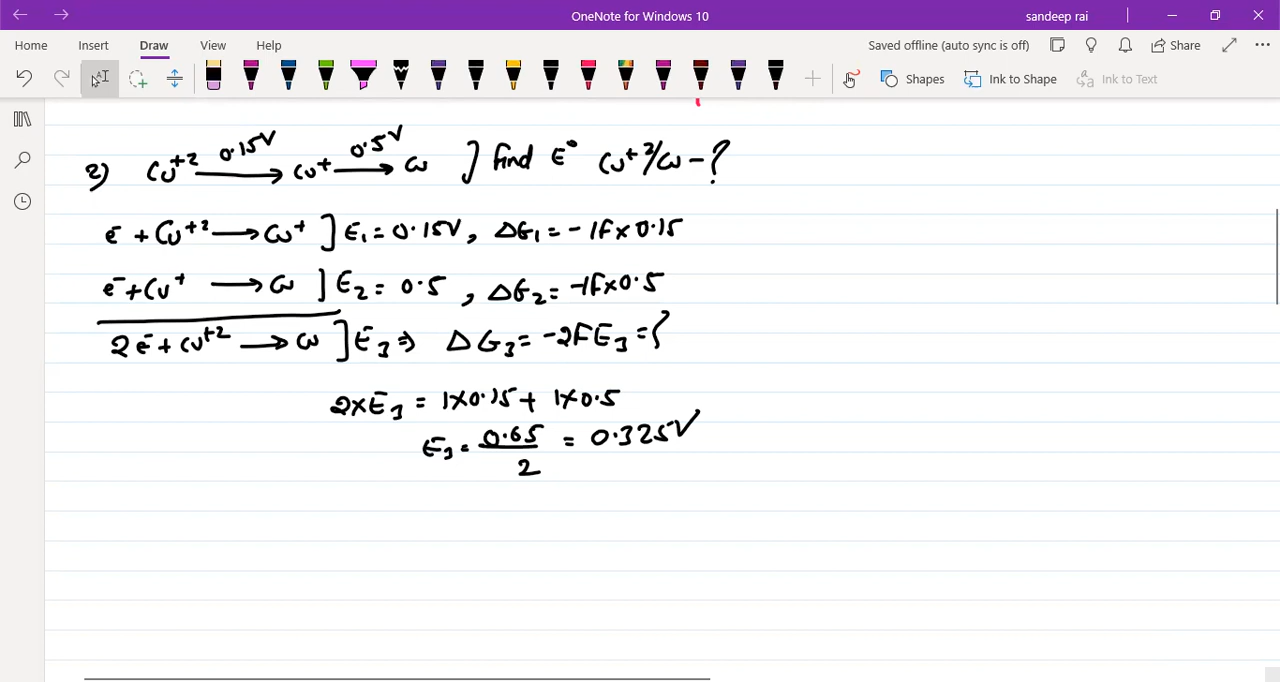 OneNote for Windows 10
sandeep rai
Home Insert Draw View Help
Saved offline (auto sync is off) Share
Shapes Ink to Shape Ink to Text
2) Cu+2 —0.15V→ Cu+ —0.5V→ Cu ] find E° Cu+2/Cu - ?
e- + Cu+2 → Cu+ ] E1 = 0.15V, ΔG1 = -1F×0.15
e- + Cu+ → Cu ] E2 = 0.5, ΔG2 = -1F×0.5
2e- + Cu+2 → Cu ] E3 ⇒ ΔG3 = -2FE3 = ?
2×E3 = 1×0.15 + 1×0.5
E3 = 0.65/2 = 0.325V